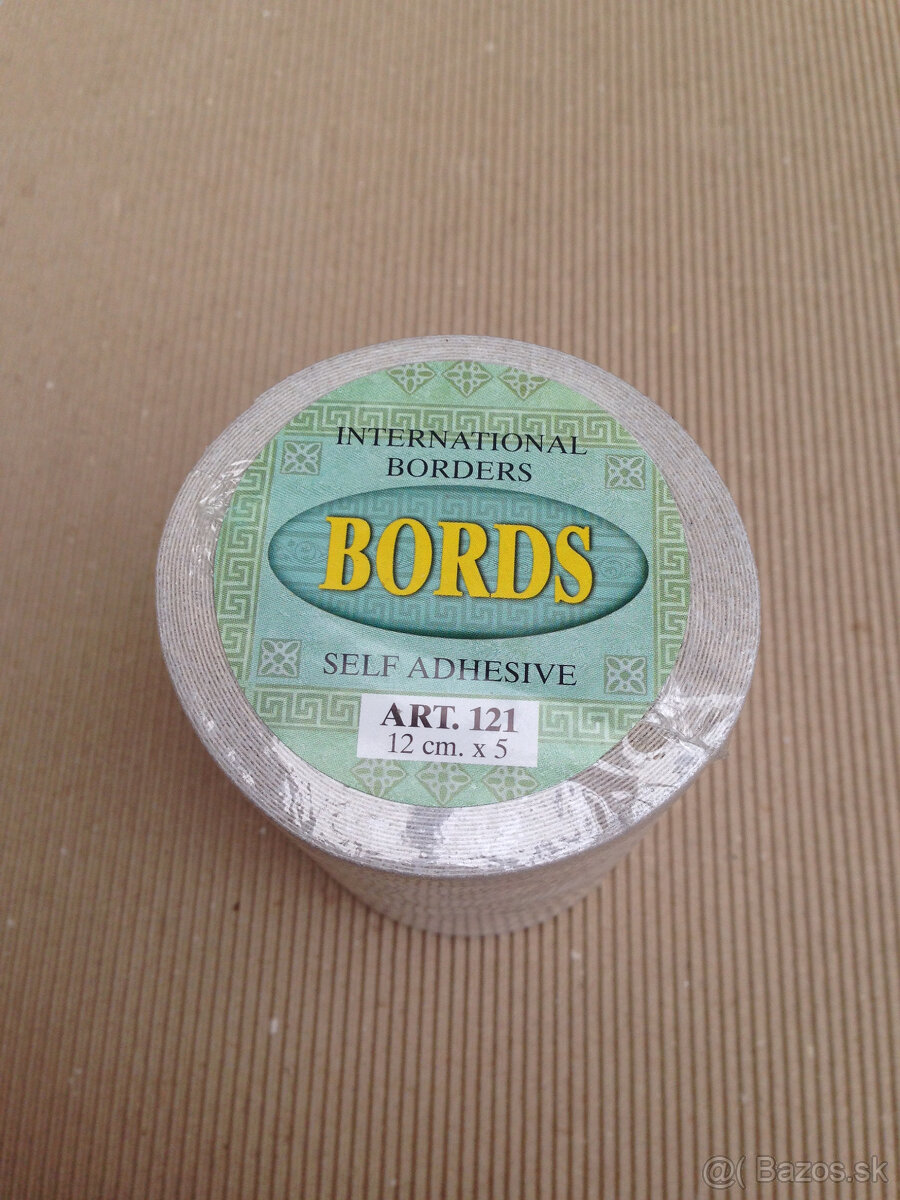 INTERNATIONAL
BORDERS
BORDS
SELF ADHESIVE
ART. 121
12 cm. x 5
@( Bazos.sk